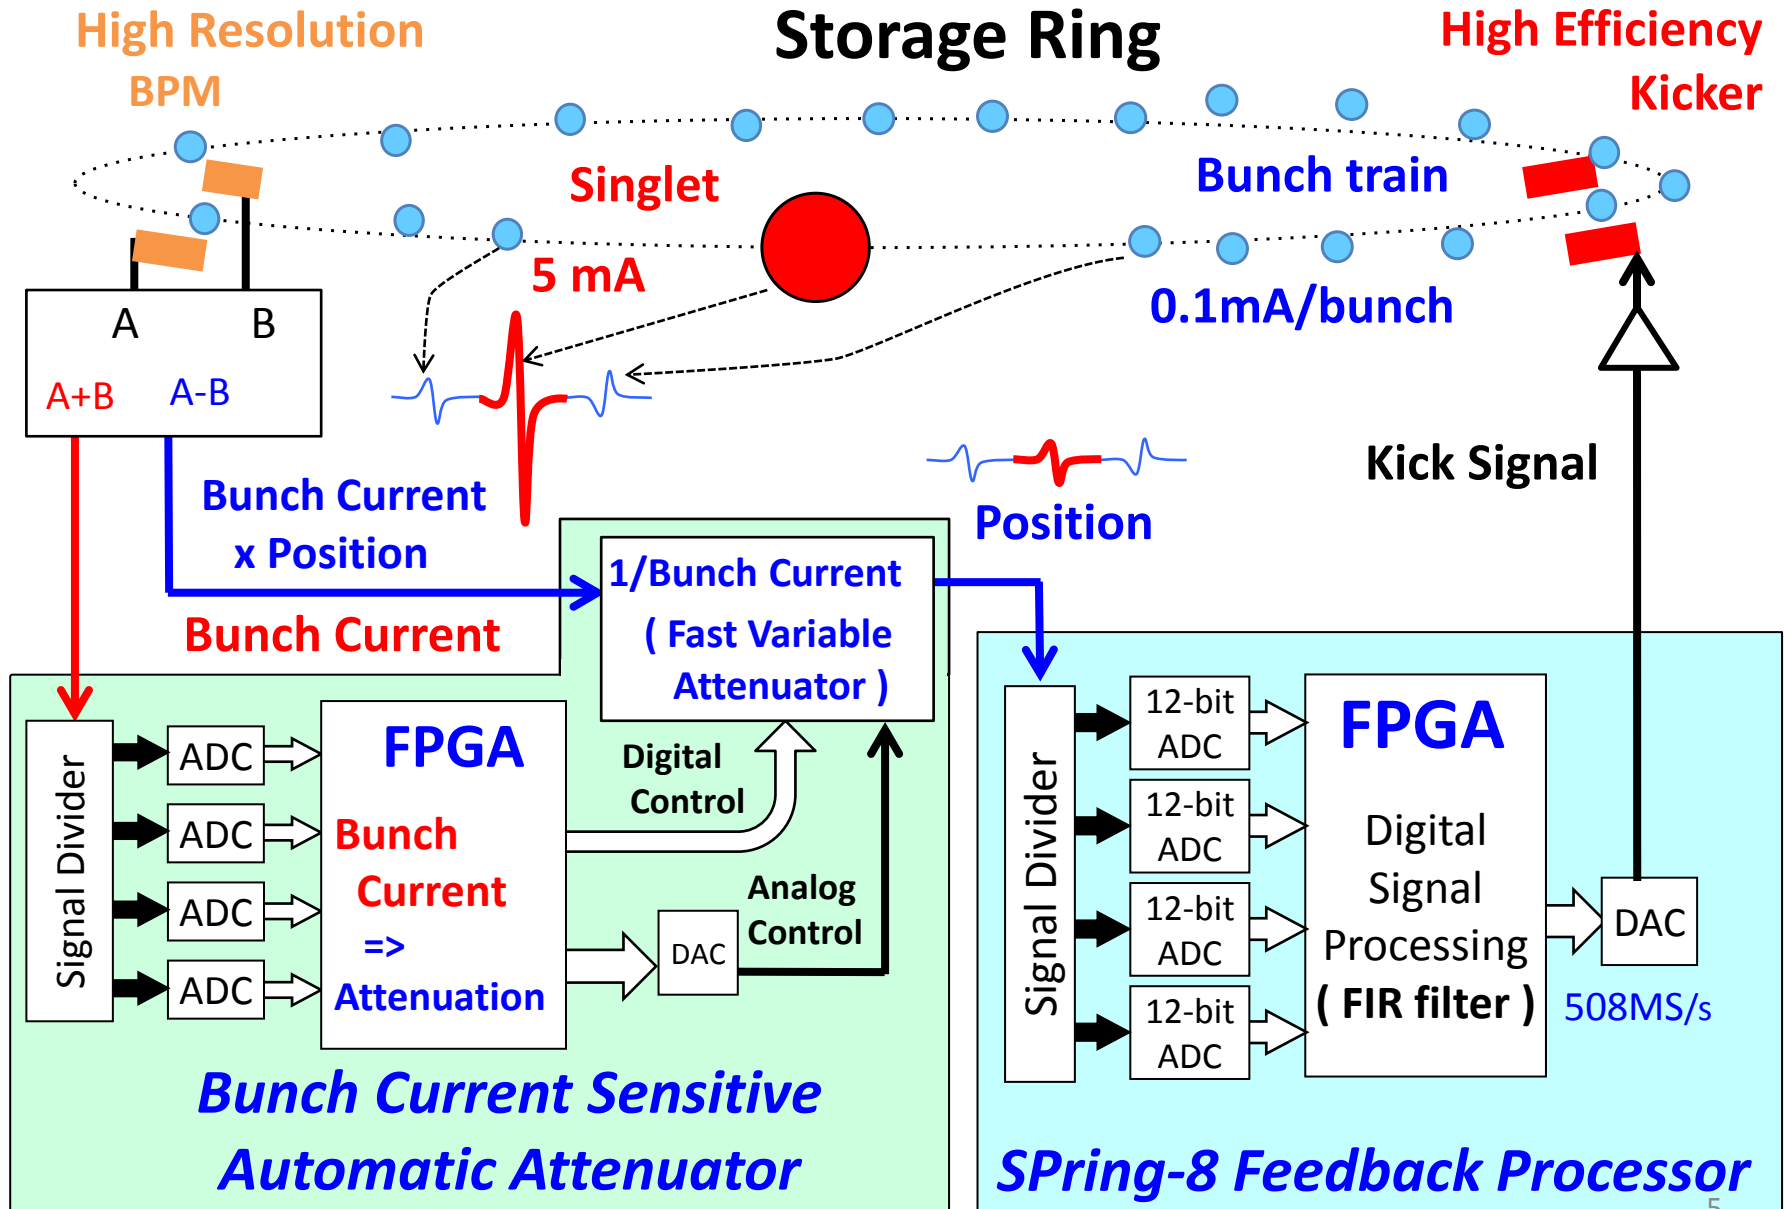 High Resolution
BPM
Storage Ring
High Efficiency
Kicker
Singlet
Bunch train
5 mA
0.1mA/bunch
A
B
A+B
A-B
Kick Signal
Bunch Current
x Position
Position
Bunch Current
1/Bunch Current
( Fast Variable
Attenuator )
Signal Divider
ADC
ADC
ADC
ADC
FPGA
Bunch
Current
=>
Attenuation
Digital
Control
Analog
Control
DAC
Bunch Current Sensitive
Automatic Attenuator
Signal Divider
12-bit
ADC
12-bit
ADC
12-bit
ADC
12-bit
ADC
FPGA
Digital
Signal
Processing
( FIR filter )
DAC
508MS/s
SPring-8 Feedback Processor
5